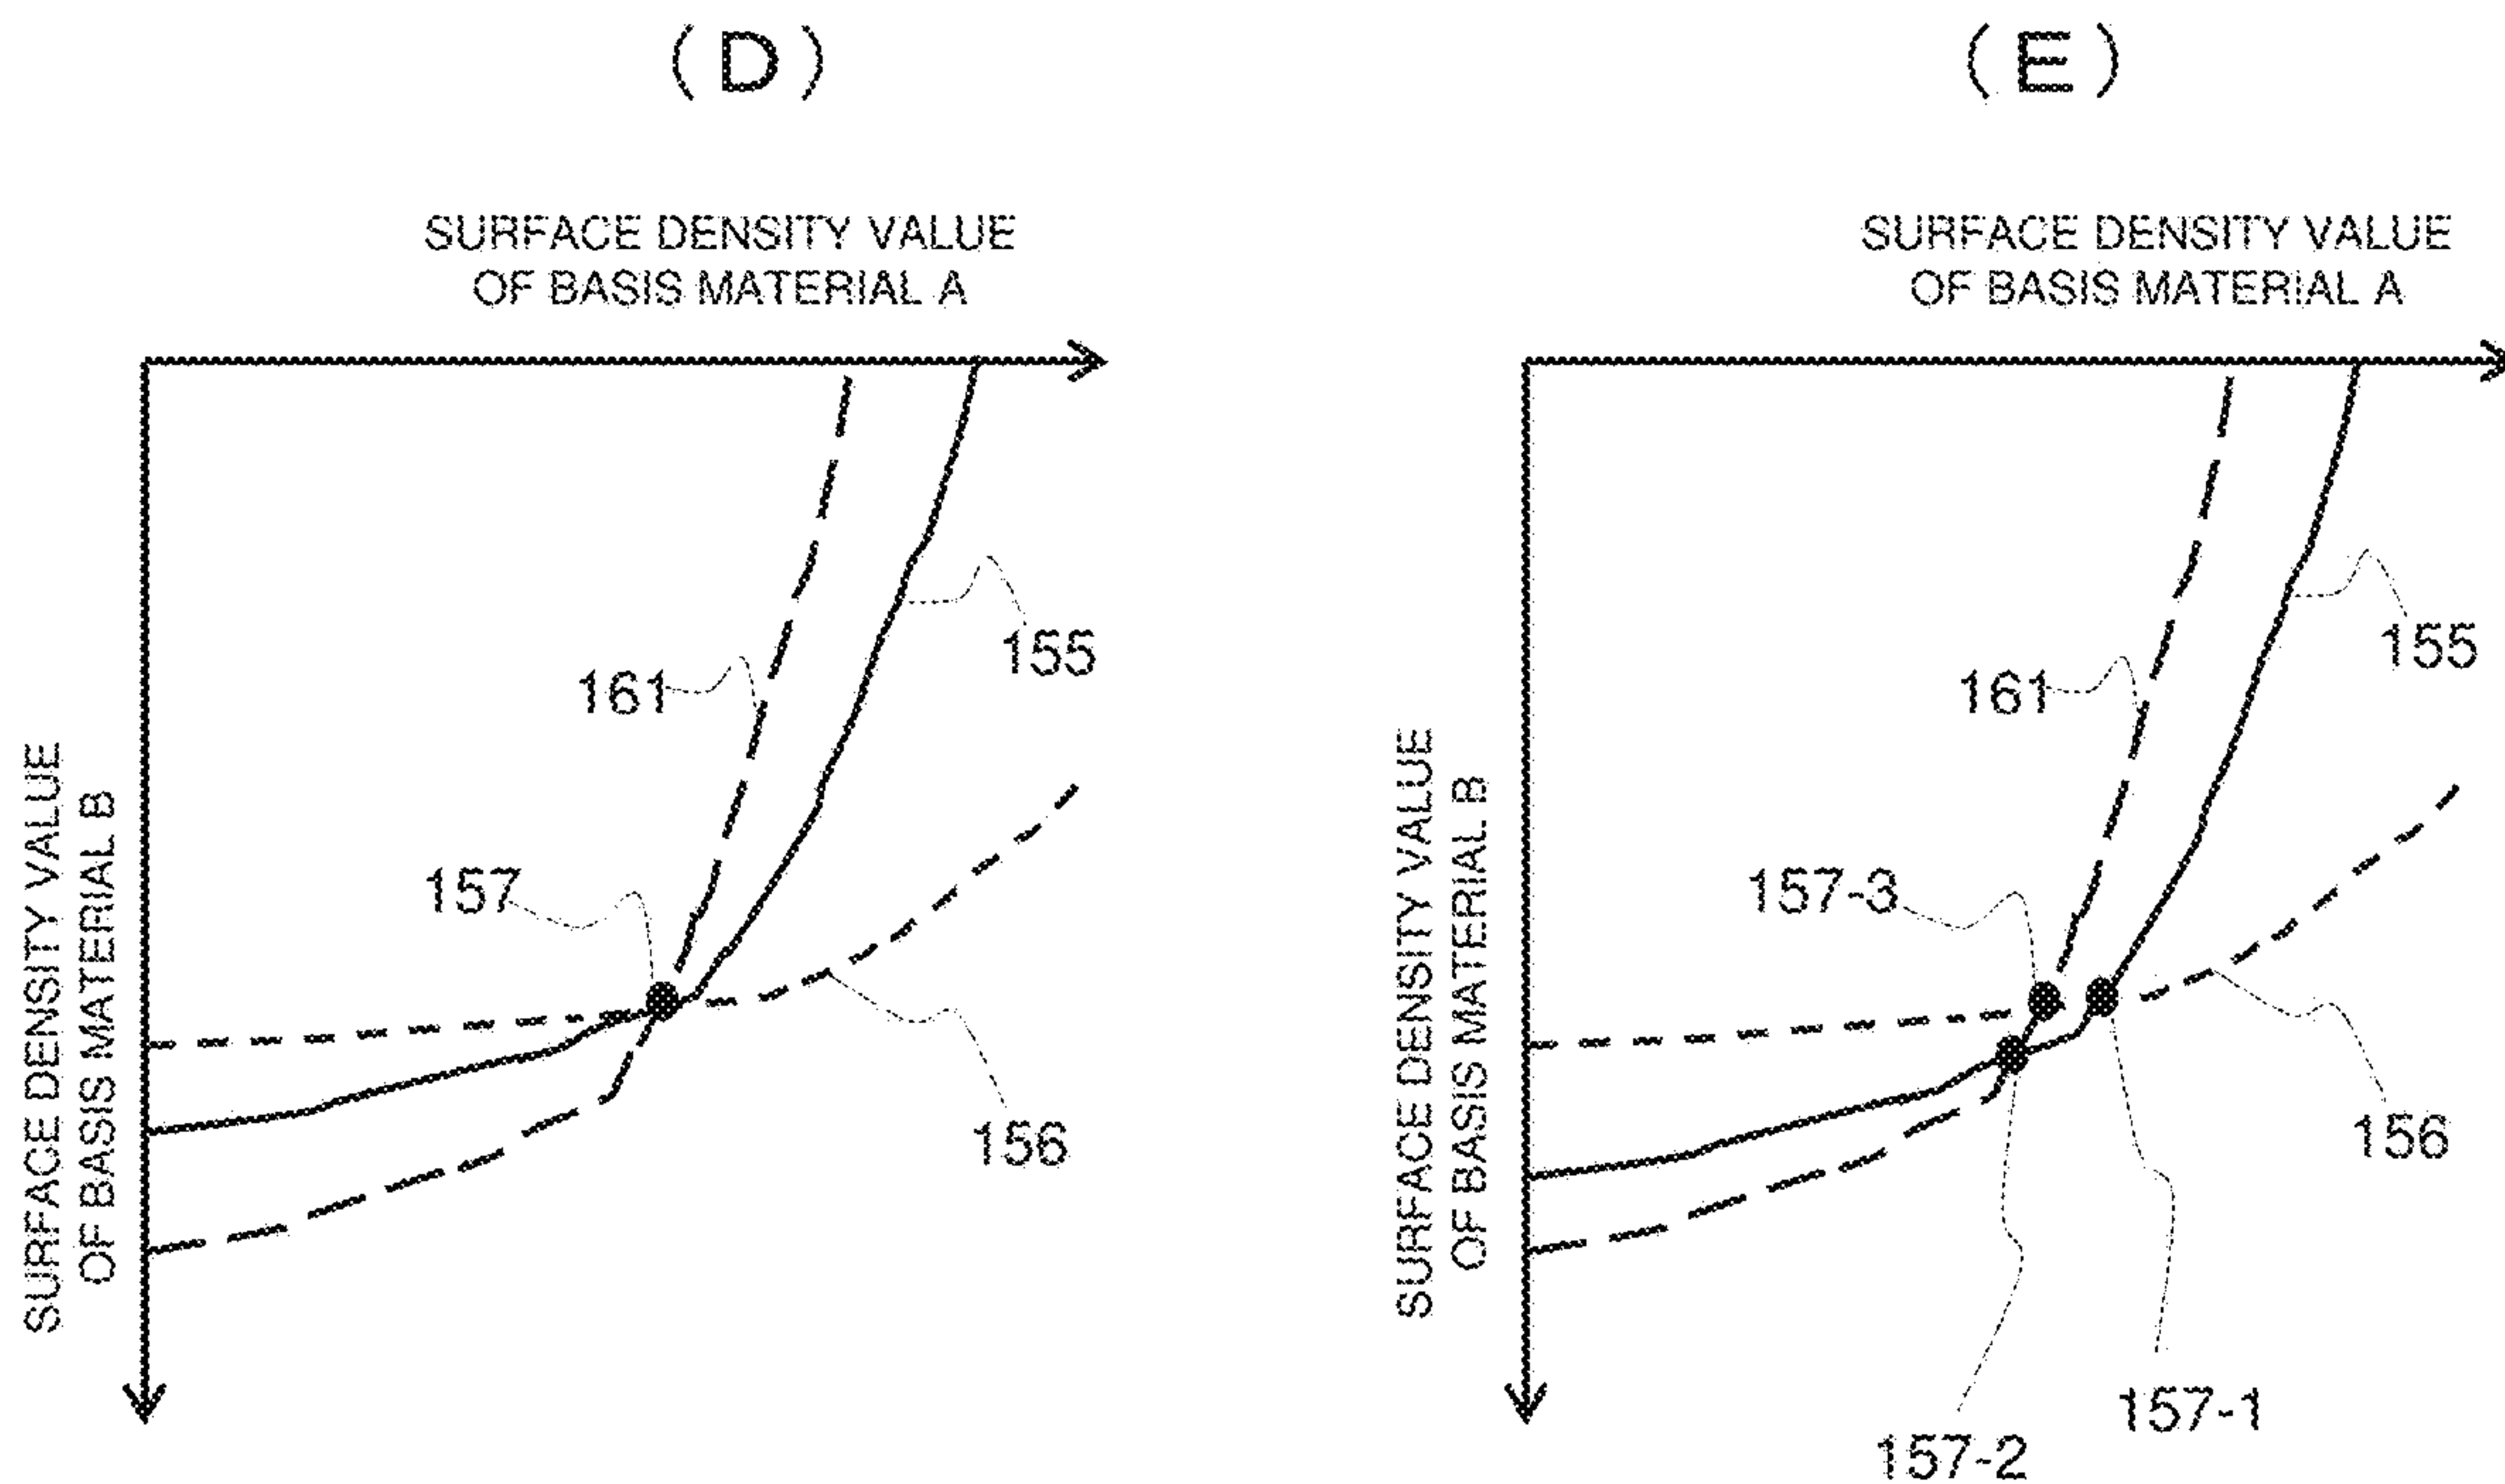 (D)
SURFACE DENSITY VALUE
OF BASIS MATERIAL A
SURFACE DENSITY VALUE
OF BASIS MATERIAL B
161
155
157
156
(E)
SURFACE DENSITY VALUE
OF BASIS MATERIAL A
SURFACE DENSITY VALUE
OF BASIS MATERIAL B
161
155
157-3
156
157-1
157-2